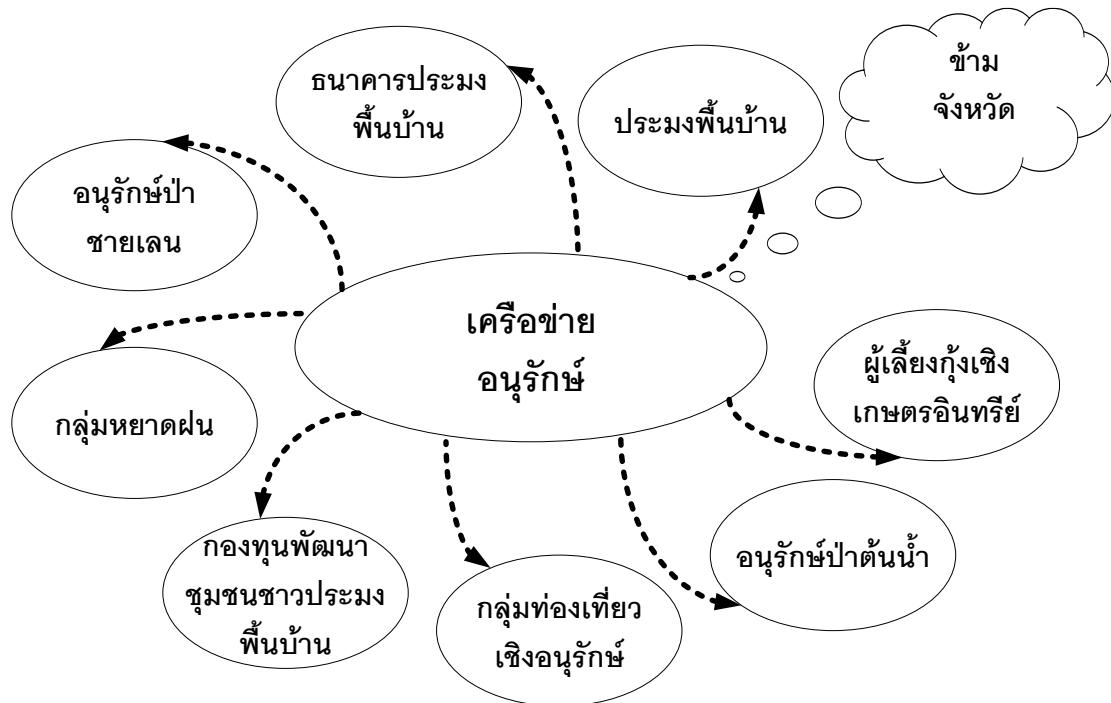 ข้าม
จังหวัด
ธนาคารประมง
พื้นบ้าน
ประมงพื้นบ้าน
อนุรักษ์ป่า
ชายเลน
เครือข่าย
อนุรักษ์
ผู้เลี้ยงกุ้งเชิง
เกษตรอินทรีย์
กลุ่มหยาดฝน
กองทุนพัฒนา
ชุมชนชาวประมง
พื้นบ้าน
กลุ่มท่องเที่ยว
เชิงอนุรักษ์
อนุรักษ์ป่าต้นน้ำ